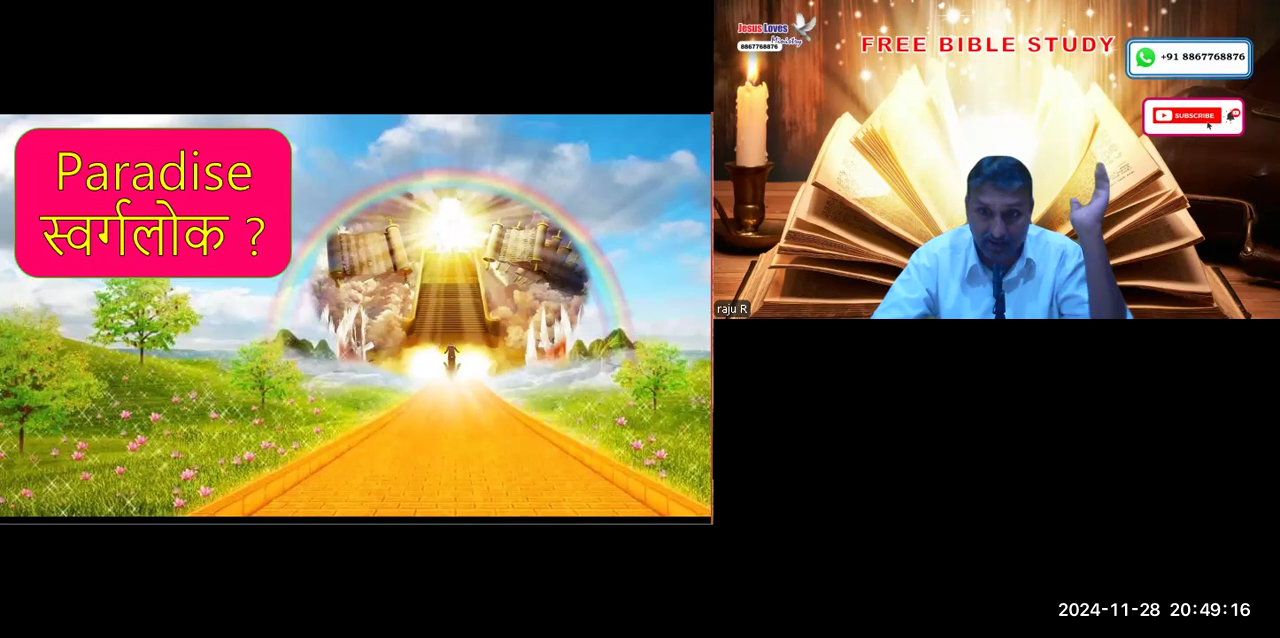 Paradise
स्वर्गलोक ?
Jesus Loves
Ministry
8867768876
FREE BIBLE STUDY
+91 8867768876
SUBSCRIBE
raju R
2024-11-28 20:49:16